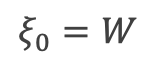 ξ₀ = W